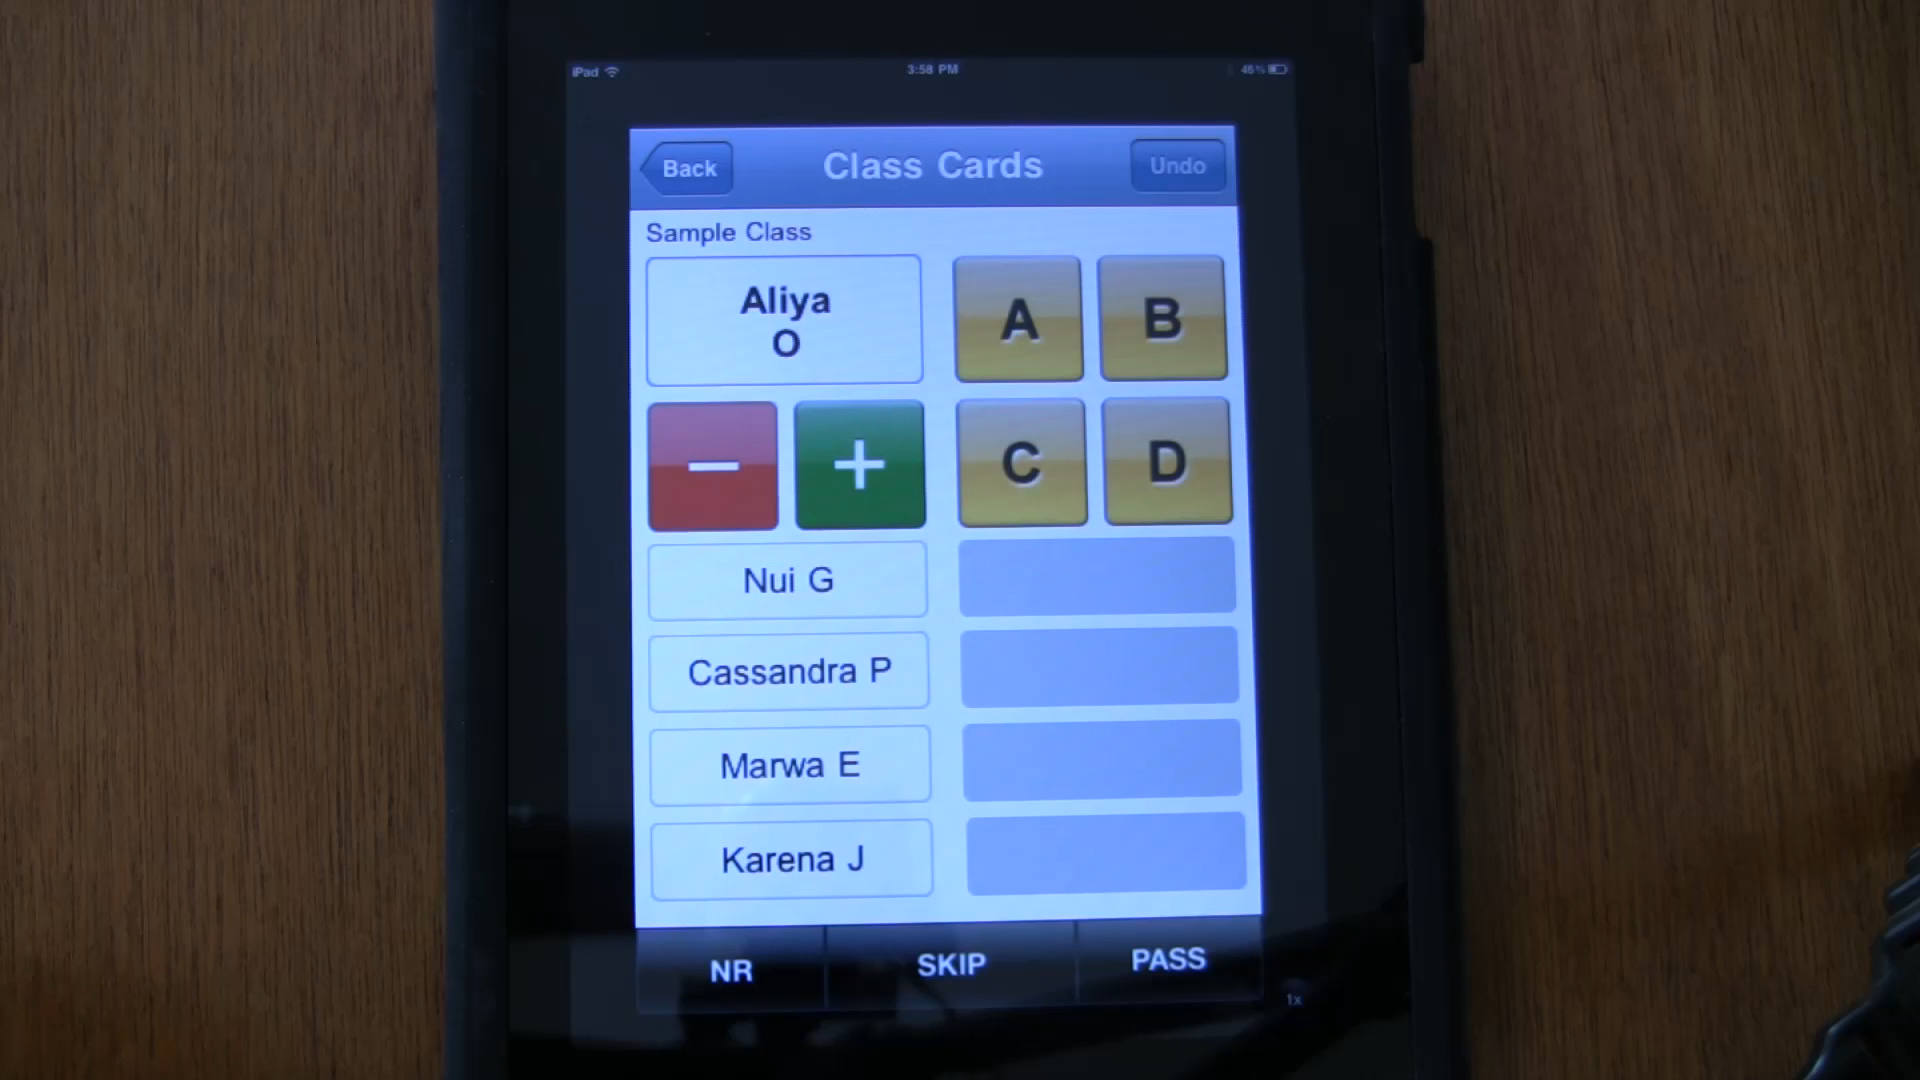 iPad
3:58 PM
46%
Back
Class Cards
Undo
Sample Class
Aliya
O
A
B
− +
C
D
Nui G
Cassandra P
Marwa E
Karena J
NR
SKIP
PASS
1x